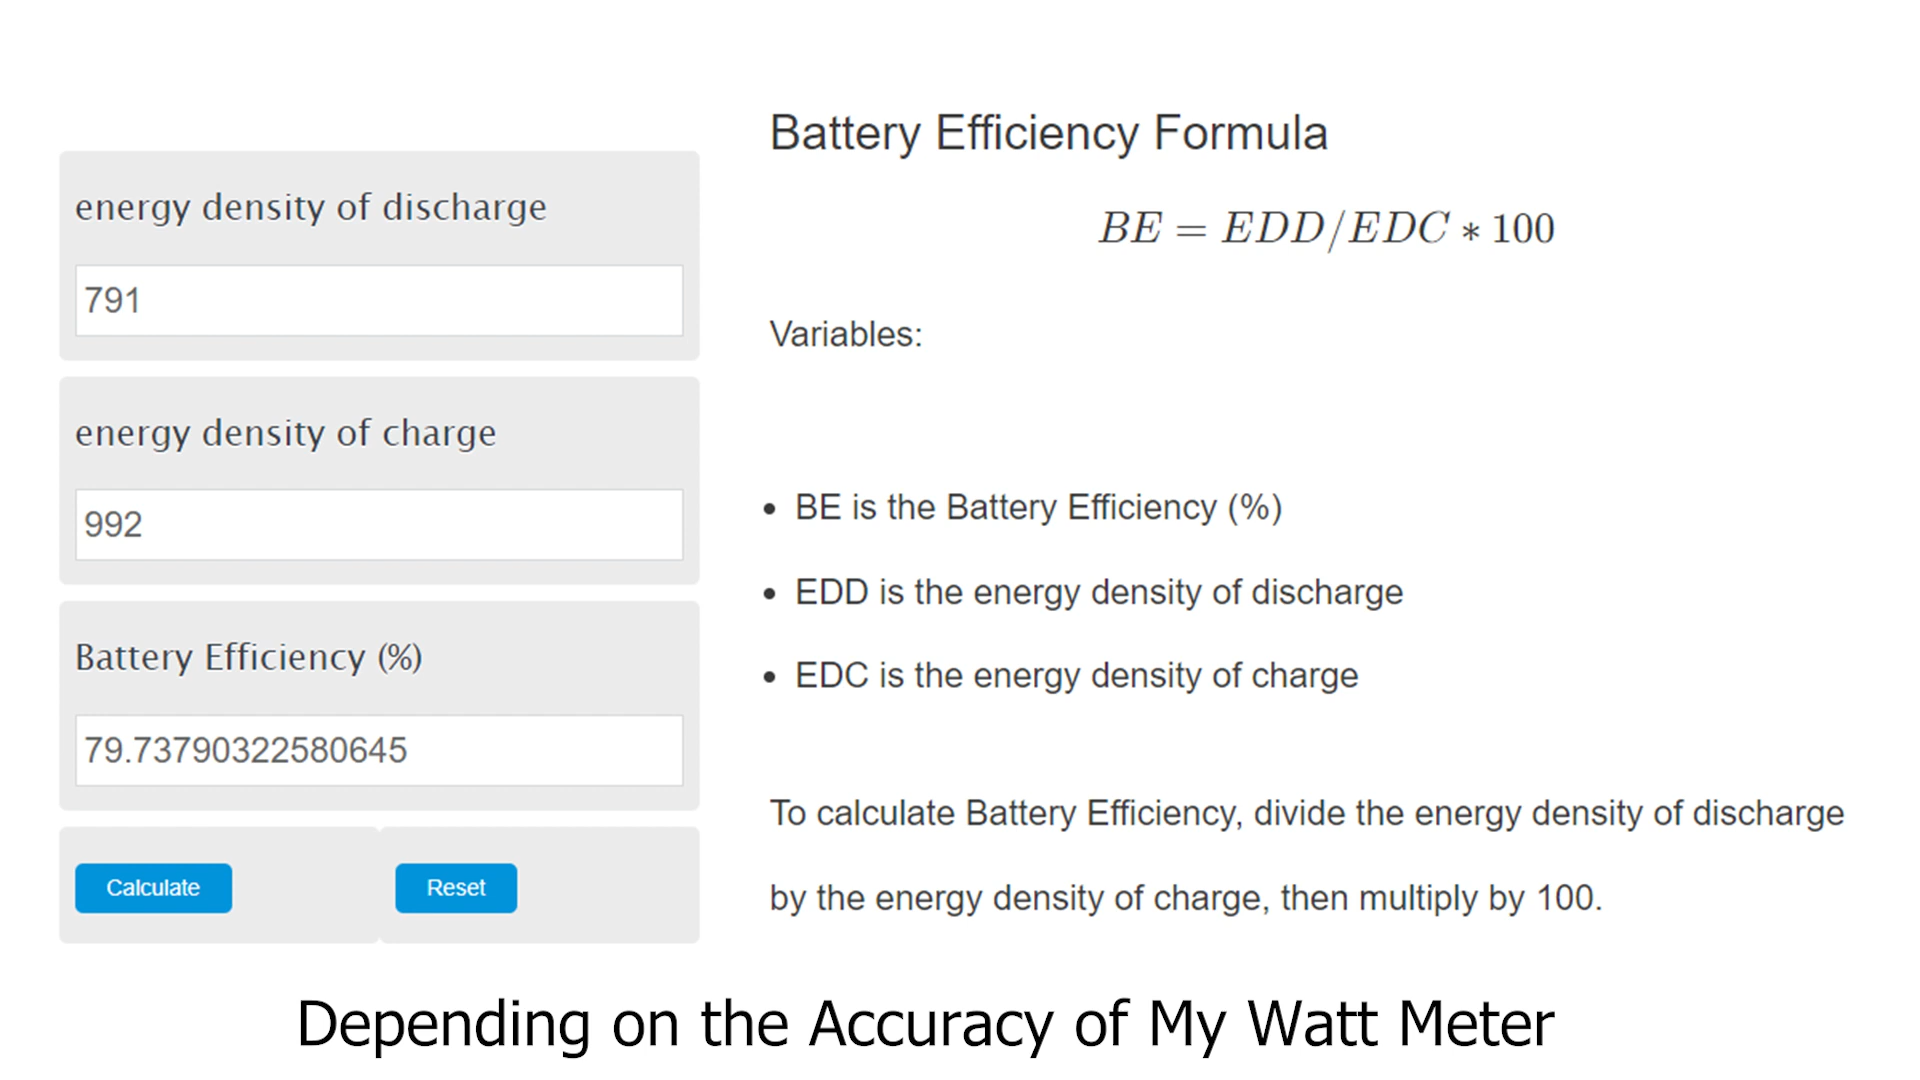 energy density of discharge
791
energy density of charge
992
Battery Efficiency (%)
79.73790322580645
Calculate
Reset
Battery Efficiency Formula
BE = EDD/EDC * 100
Variables:
• BE is the Battery Efficiency (%)
• EDD is the energy density of discharge
• EDC is the energy density of charge
To calculate Battery Efficiency, divide the energy density of discharge
by the energy density of charge, then multiply by 100.
Depending on the Accuracy of My Watt Meter